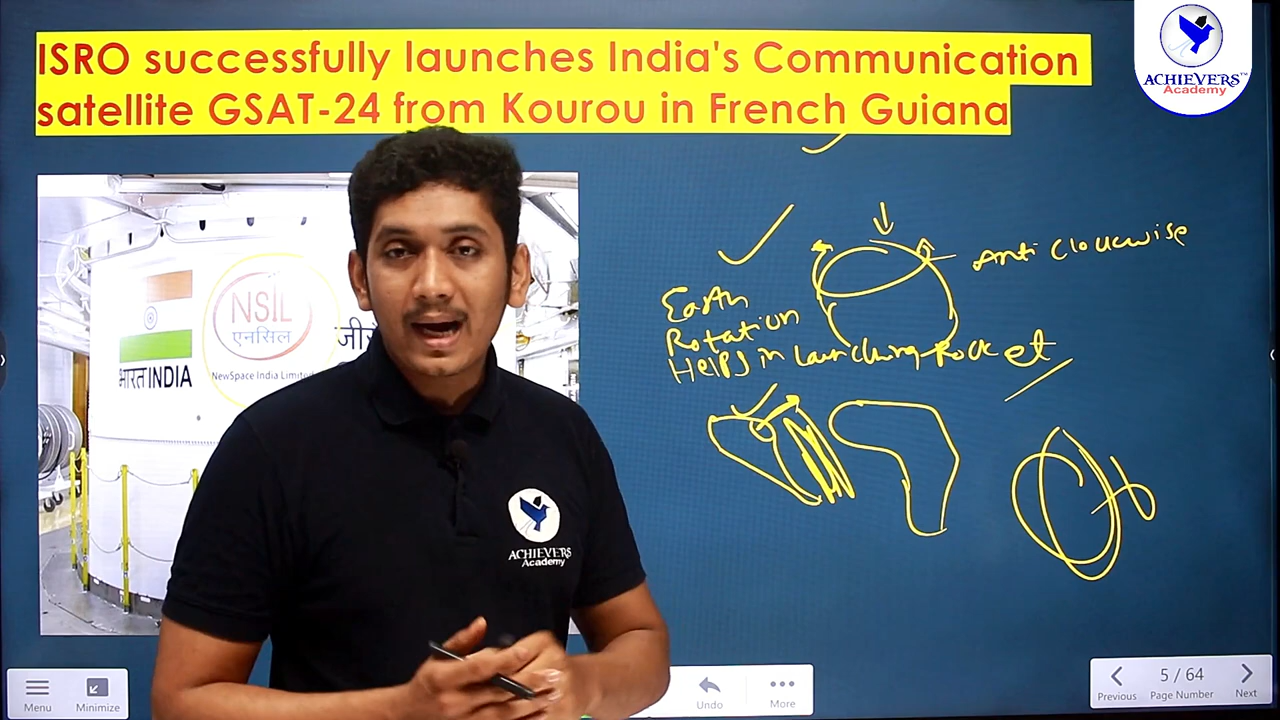 ISRO successfully launches India's Communication
satellite GSAT-24 from Kourou in French Guiana
ACHIEVERS™
Academy
NSIL
एनसिल
NewSpace India Limited
भारत INDIA
Anti Clockwise
Earth
Rotation
Helps in Launching Rocket
ACHIEVERS
Academy
Menu
Minimize
Undo
More
Previous
5 / 64
Page Number
Next